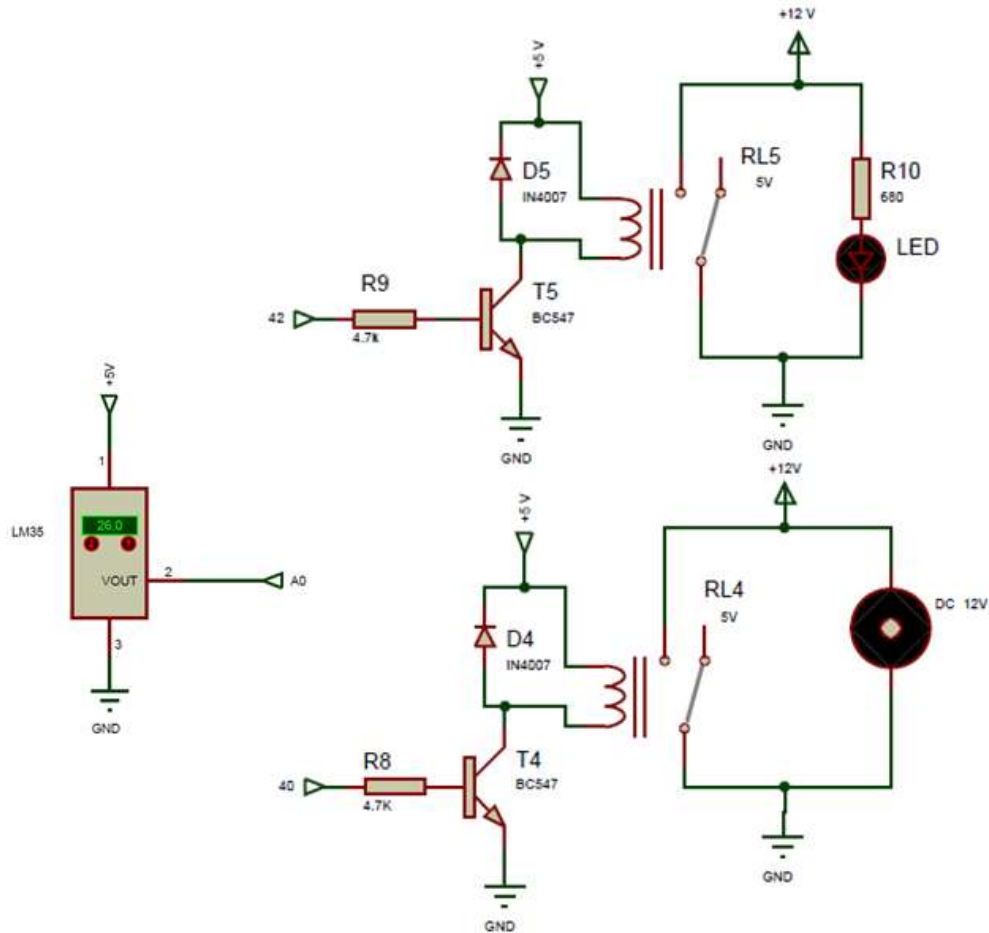 +12 V
+5 V
D5
IN4007
RL5
5V
R10
680
LED
R9
42
4.7k
T5
BC547
GND
GND
+5V
1
LM35
26.0
VOUT
2
A0
3
GND
+12V
+5 V
D4
IN4007
RL4
5V
DC 12V
R8
40
4.7K
T4
BC547
GND
GND